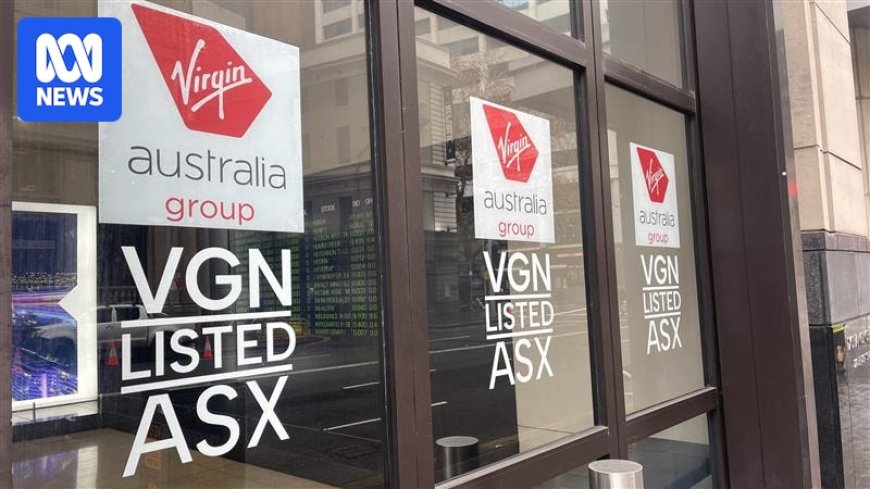 ABC
NEWS
Virgin
australia
group
VGN
LISTED
ASX
Virgin
australia
group
VGN
LISTED
ASX
Virgin
australia
group
VGN
LISTED
ASX